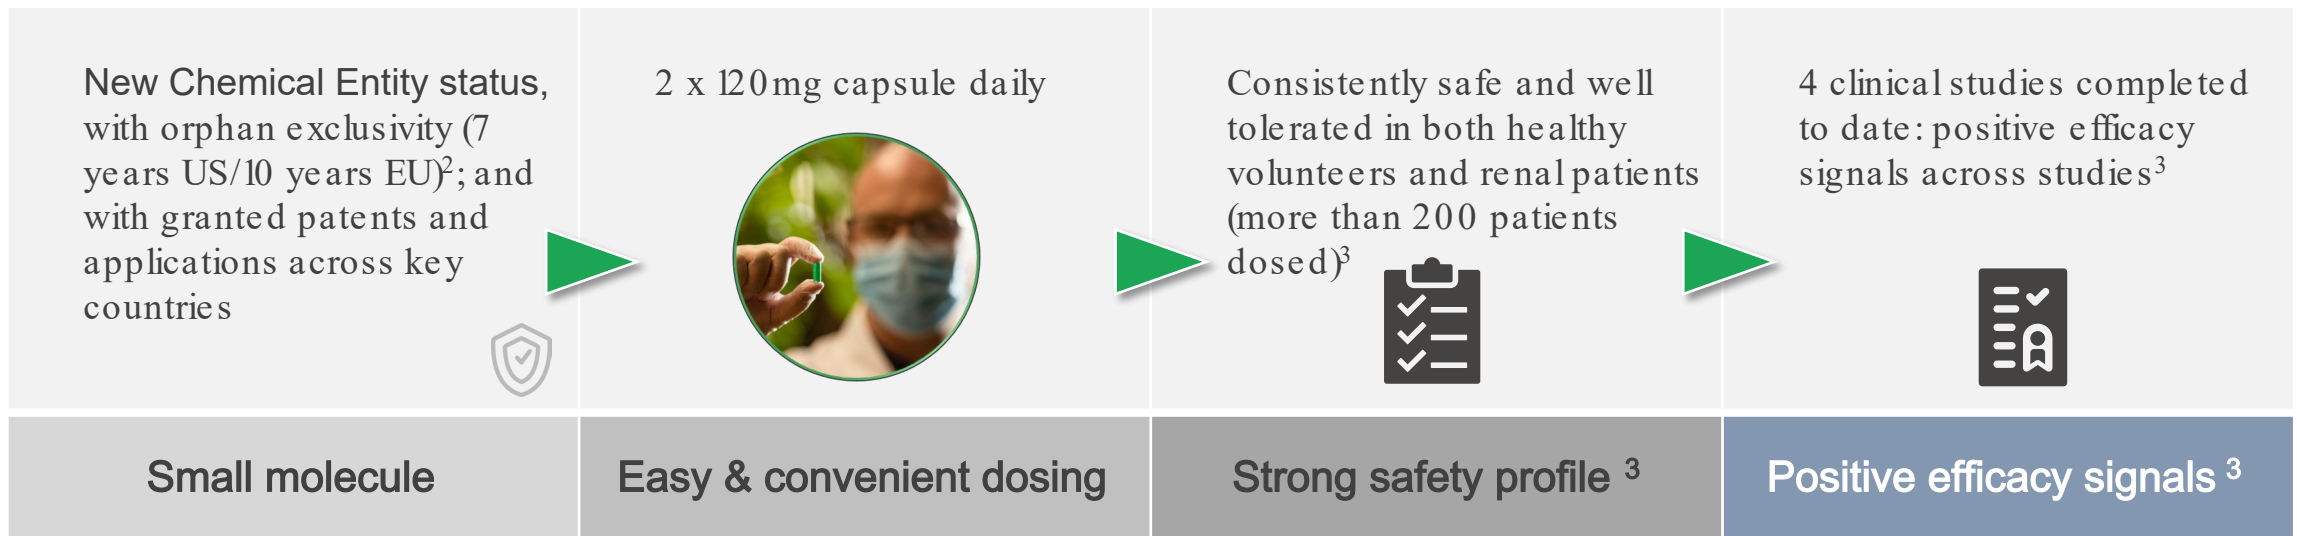 New Chemical Entity status,
with orphan exclusivity (7
years US/10 years EU)²; and
with granted patents and
applications across key
countries
2 x 120mg capsule daily
Consistently safe and well
tolerated in both healthy
volunteers and renal patients
(more than 200 patients
dosed)³
4 clinical studies completed
to date: positive efficacy
signals across studies³
Small molecule
Easy & convenient dosing
Strong safety profile ³
Positive efficacy signals ³